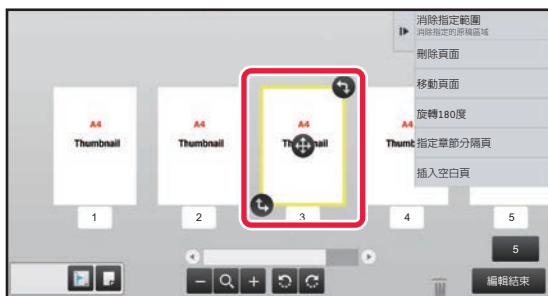 消除指定範圍
消除指定的原稿區域
刪除頁面
移動頁面
旋轉180度
指定章節分隔頁
插入空白頁
A4
Thumbnail
A4
Thumbnail
A4
A4
1
2
3
4
5
5
編輯結束